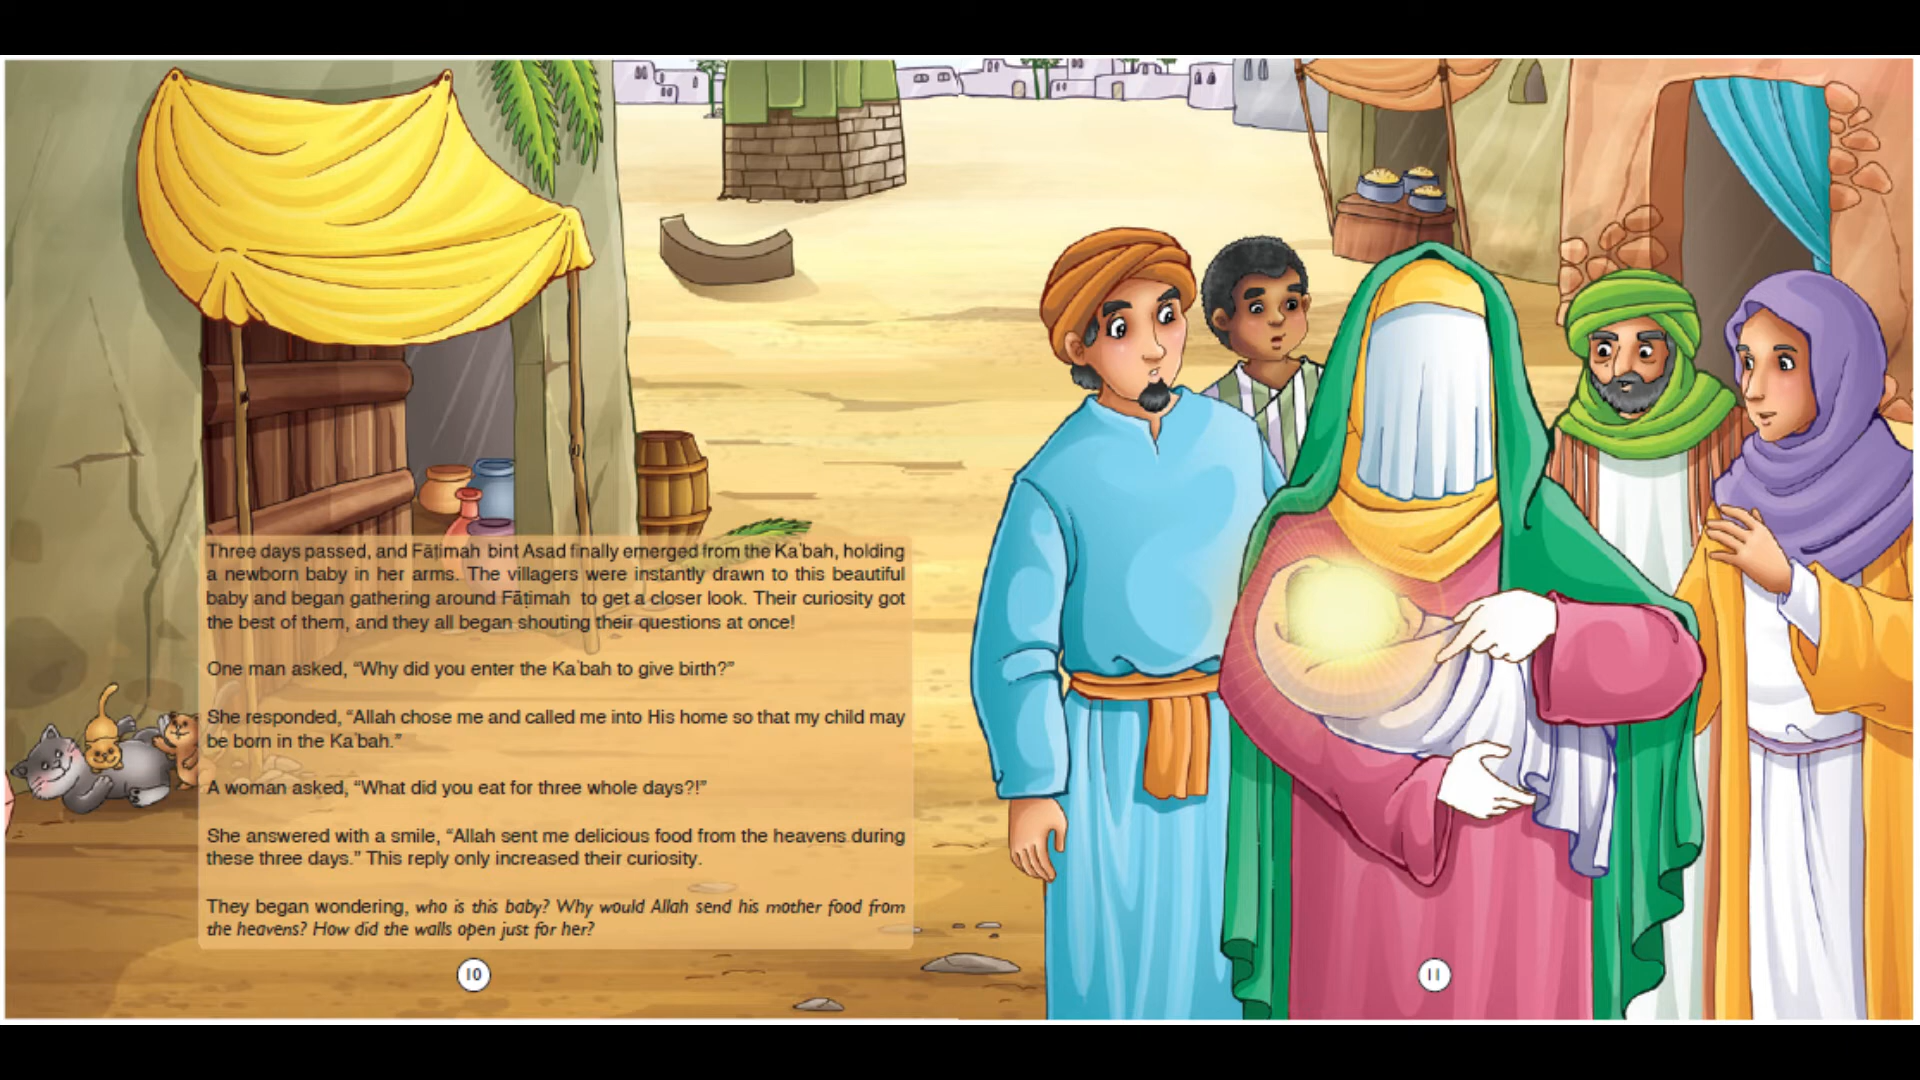 Three days passed, and Fāṭimah bint Asad finally emerged from the Kaʿbah, holding
a newborn baby in her arms. The villagers were instantly drawn to this beautiful
baby and began gathering around Fāṭimah to get a closer look. Their curiosity got
the best of them, and they all began shouting their questions at once!
One man asked, “Why did you enter the Kaʿbah to give birth?”
She responded, “Allah chose me and called me into His home so that my child may
be born in the Kaʿbah.”
A woman asked, “What did you eat for three whole days?!”
She answered with a smile, “Allah sent me delicious food from the heavens during
these three days.” This reply only increased their curiosity.
They began wondering, who is this baby? Why would Allah send his mother food from
the heavens? How did the walls open just for her?
10
11